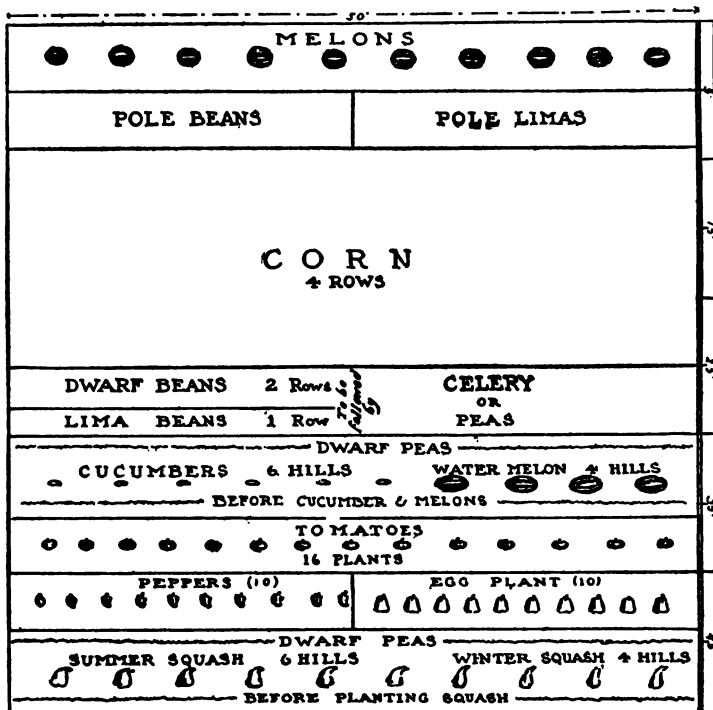 50'
MELONS
POLE BEANS POLE LIMAS
CORN
4 ROWS
DWARF BEANS 2 Rows
LIMA BEANS 1 Row
To be followed by
CELERY
OR
PEAS
DWARF PEAS
CUCUMBERS 6 HILLS WATER MELON 4 HILLS
BEFORE CUCUMBER & MELONS
TOMATOES
16 PLANTS
PEPPERS (10) EGG PLANT (10)
DWARF PEAS
SUMMER SQUASH 6 HILLS WINTER SQUASH 4 HILLS
BEFORE PLANTING SQUASH